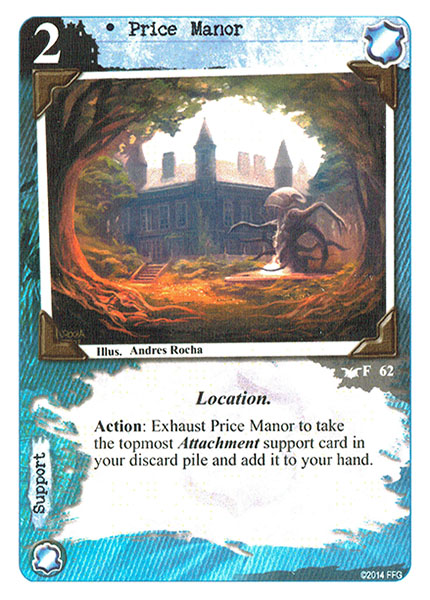 2
• Price Manor
Illus. Andres Rocha
F 62
Location.
Action: Exhaust Price Manor to take
the topmost Attachment support card in
your discard pile and add it to your hand.
Support
©2014 FFG